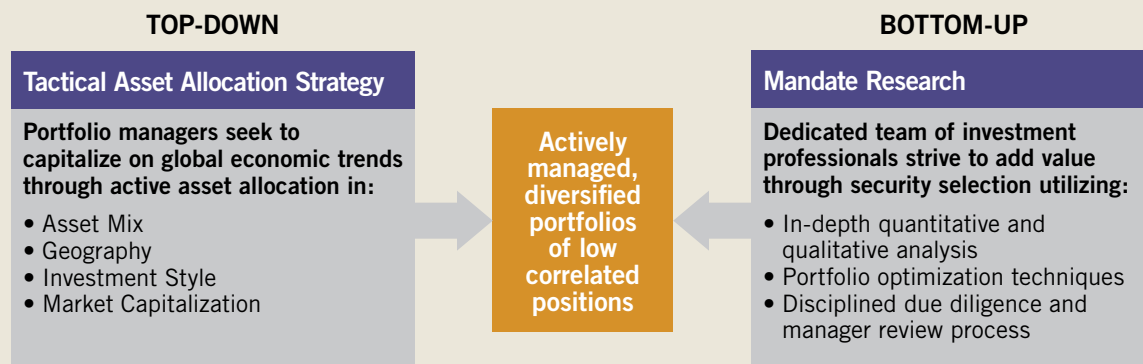 TOP-DOWN
Tactical Asset Allocation Strategy
Portfolio managers seek to
capitalize on global economic trends
through active asset allocation in:
• Asset Mix
• Geography
• Investment Style
• Market Capitalization
Actively
managed,
diversified
portfolios
of low
correlated
positions
BOTTOM-UP
Mandate Research
Dedicated team of investment
professionals strive to add value
through security selection utilizing:
• In-depth quantitative and
qualitative analysis
• Portfolio optimization techniques
• Disciplined due diligence and
manager review process